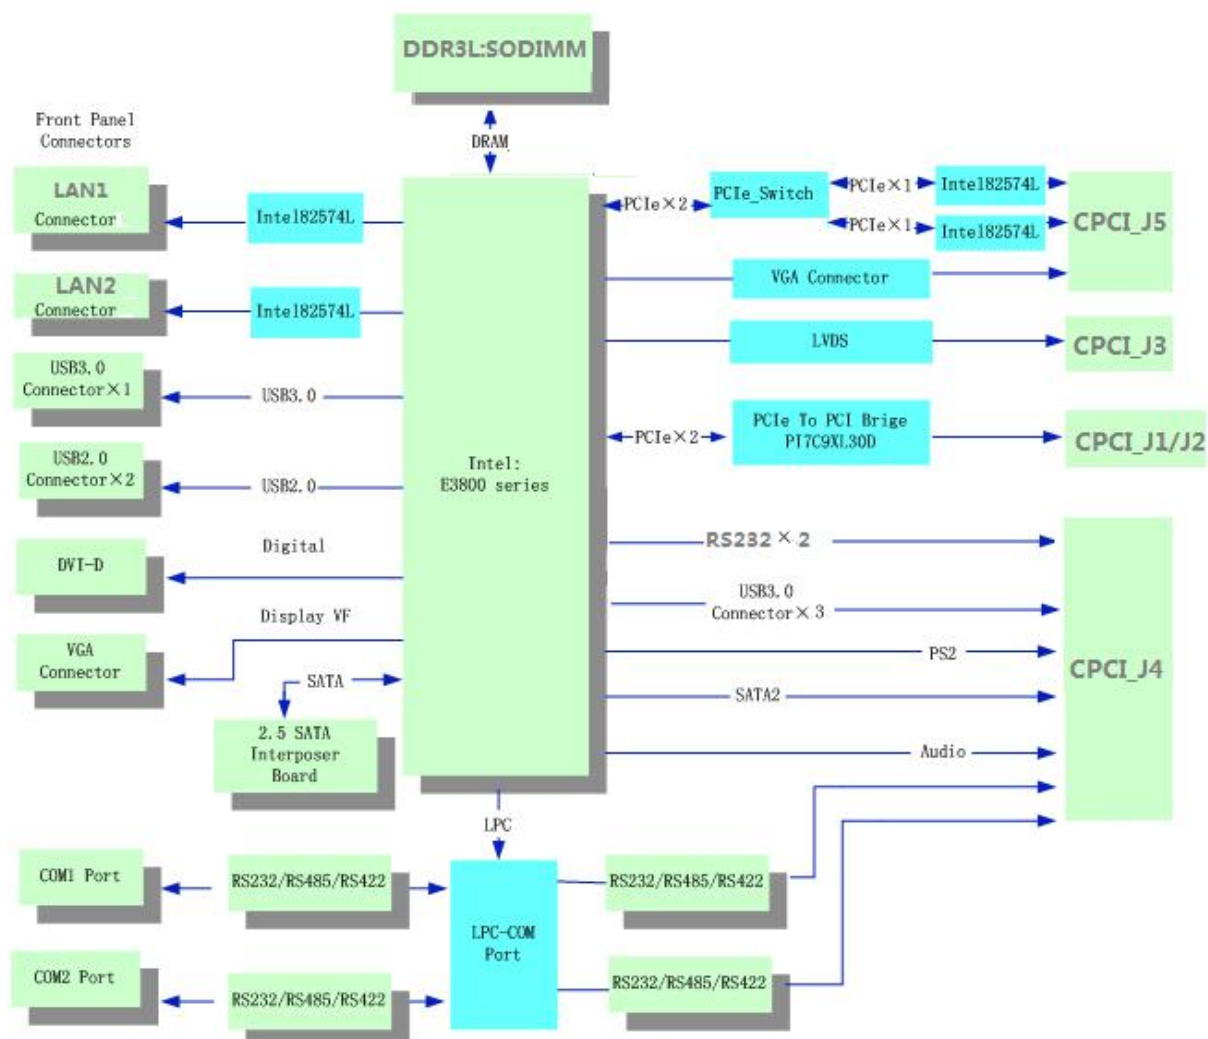 DDR3L:SODIMM
Front Panel
Connectors
DRAM
LAN1
Connector
Intel82574L
PCIe×2
PCIe_Switch
PCIe×1
Intel82574L
PCIe×1
Intel82574L
CPCI_J5
LAN2
Connector
Intel82574L
VGA Connector
LVDS
CPCI_J3
USB3.0
Connector×1
USB3.0
PCIe×2
PCIe To PCI Brige
PI7C9XL30D
CPCI_J1/J2
USB2.0
Connector×2
USB2.0
Intel:
E3800 series
DVI-D
Digital
RS232×2
Display VF
USB3.0
Connector×3
VGA
Connector
PS2
CPCI_J4
SATA
SATA2
2.5 SATA
Interposer
Board
Audio
LPC
COM1 Port
RS232/RS485/RS422
RS232/RS485/RS422
LPC-COM
Port
COM2 Port
RS232/RS485/RS422
RS232/RS485/RS422